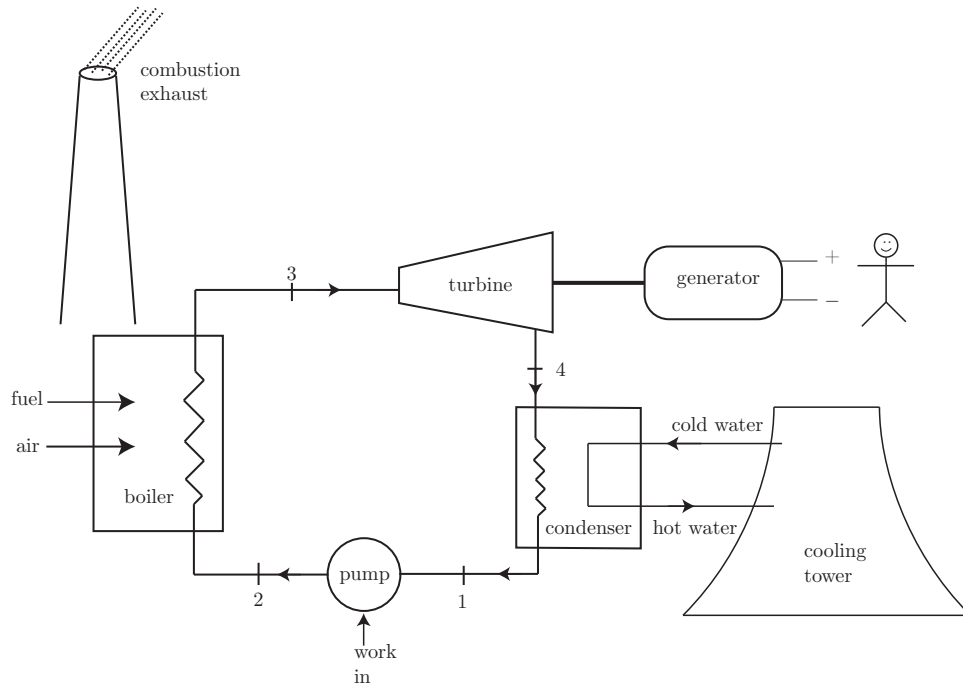 combustion
exhaust
3
turbine
generator
+
−
4
fuel
air
boiler
cold water
condenser
hot water
cooling
tower
pump
2
1
work
in